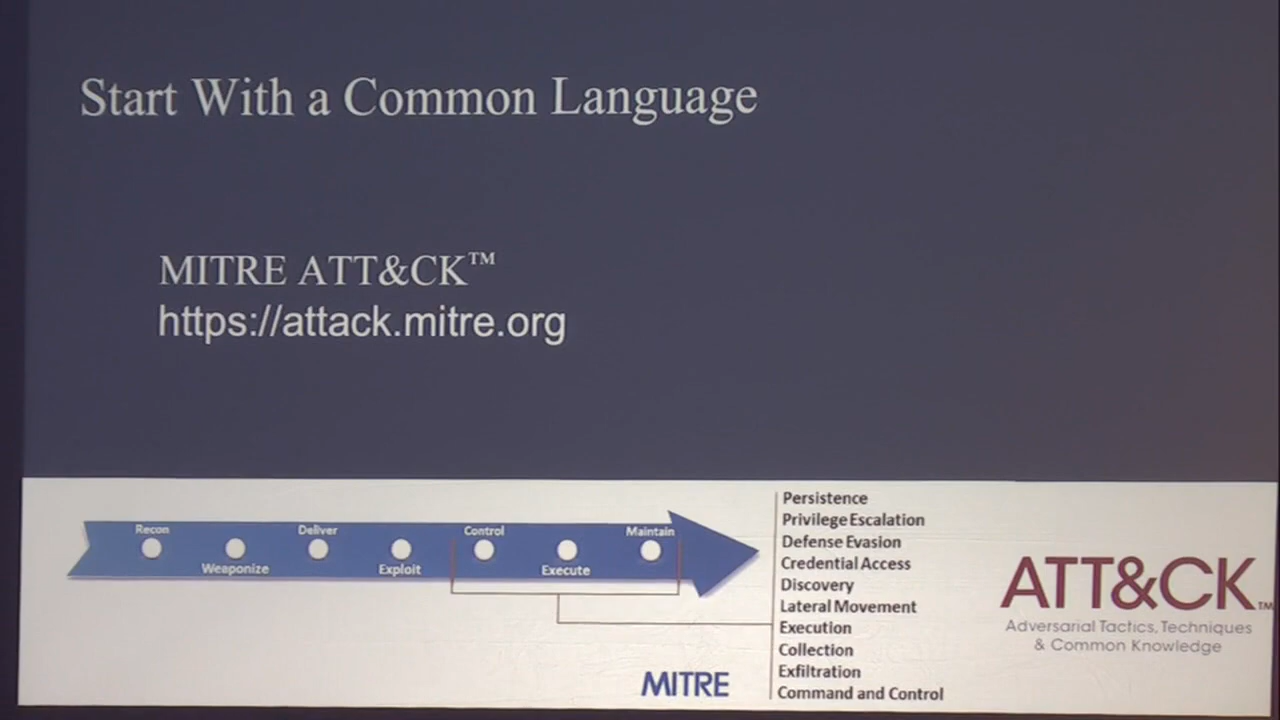 Start With a Common Language
MITRE ATT&CK™
https://attack.mitre.org
Recon
Weaponize
Deliver
Exploit
Control
Execute
Maintain
Persistence
Privilege Escalation
Defense Evasion
Credential Access
Discovery
Lateral Movement
Execution
Collection
Exfiltration
Command and Control
MITRE
ATT&CK™
Adversarial Tactics, Techniques
& Common Knowledge